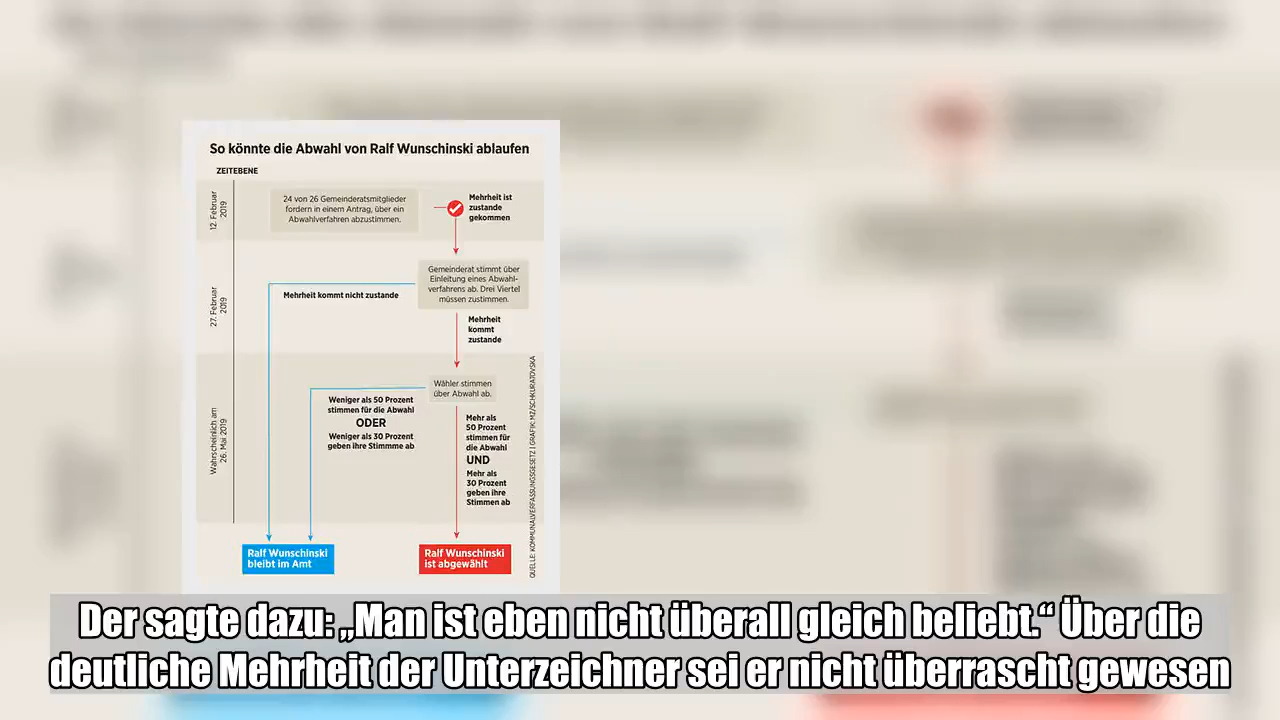 So könnte die Abwahl von Ralf Wunschinski ablaufen
ZEITEBENE
12. Februar
2019
24 von 26 Gemeinderatsmitglieder
fordern in einem Antrag, über ein
Abwahlverfahren abzustimmen.
Mehrheit ist
zustande
gekommen
27. Februar
2019
Gemeinderat stimmt über
Einleitung eines Abwahl-
verfahrens ab. Drei Viertel
müssen zustimmen.
Mehrheit kommt nicht zustande
Mehrheit
kommt
zustande
Wahrscheinlich am
26. Mai 2019
Wähler stimmen
über Abwahl ab.
Weniger als 50 Prozent
stimmen für die Abwahl
ODER
Weniger als 30 Prozent
geben ihre Stimmme ab
Mehr als
50 Prozent
stimmen für
die Abwahl
UND
Mehr als
30 Prozent
geben ihre
Stimmen ab
Ralf Wunschinski
bleibt im Amt
Ralf Wunschinski
ist abgewählt
QUELLE: KOMMUNALVERFASSUNGSGESETZ | GRAFIK: MZ/SCHKURATOVSKA
Der sagte dazu: „Man ist eben nicht überall gleich beliebt.“ Über die
deutliche Mehrheit der Unterzeichner sei er nicht überrascht gewesen